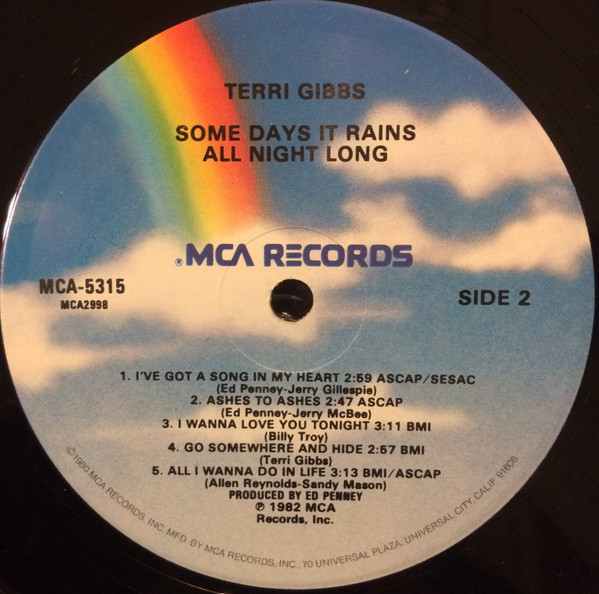 TERRI GIBBS
SOME DAYS IT RAINS
ALL NIGHT LONG
®MCA RECORDS
MCA-5315
MCA2998
SIDE 2
1. I'VE GOT A SONG IN MY HEART 2:59 ASCAP/SESAC
(Ed Penney-Jerry Gillespie)
2. ASHES TO ASHES 2:47 ASCAP
(Ed Penney-Jerry McBee)
3. I WANNA LOVE YOU TONIGHT 3:11 BMI
(Billy Troy)
4. GO SOMEWHERE AND HIDE 2:57 BMI
(Terri Gibbs)
5. ALL I WANNA DO IN LIFE 3:13 BMI/ASCAP
(Allen Reynolds-Sandy Mason)
PRODUCED BY ED PENNEY
℗ 1982 MCA
Records, Inc.
©1980 MCA RECORDS, INC. MFD. BY MCA RECORDS, INC., 70 UNIVERSAL PLAZA, UNIVERSAL CITY, CALIF. 91608